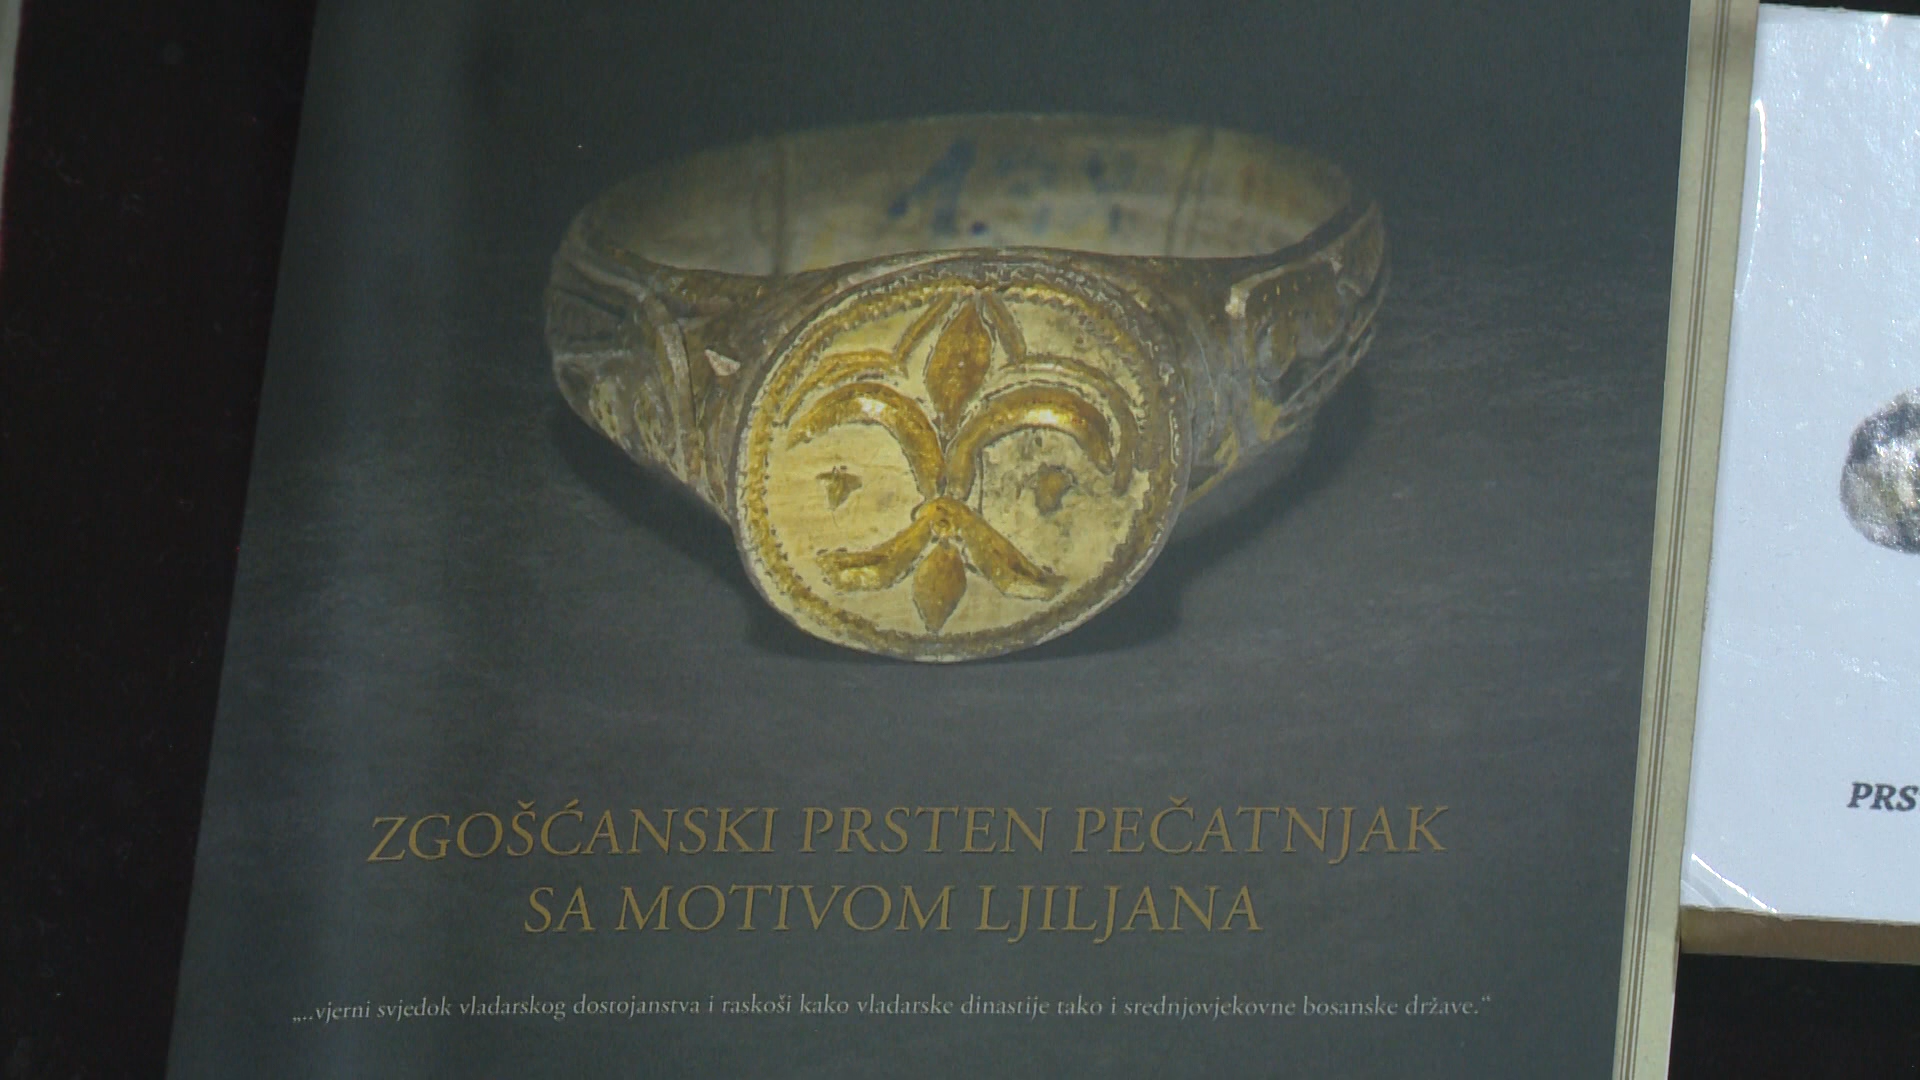 ZGOŠĆANSKI PRSTEN PEČATNJAK
SA MOTIVOM LJILJANA
„...vjerni svjedok vladarskog dostojanstva i raskoši kako vladarske dinastije tako i srednjovjekovne bosanske države.“
PRS